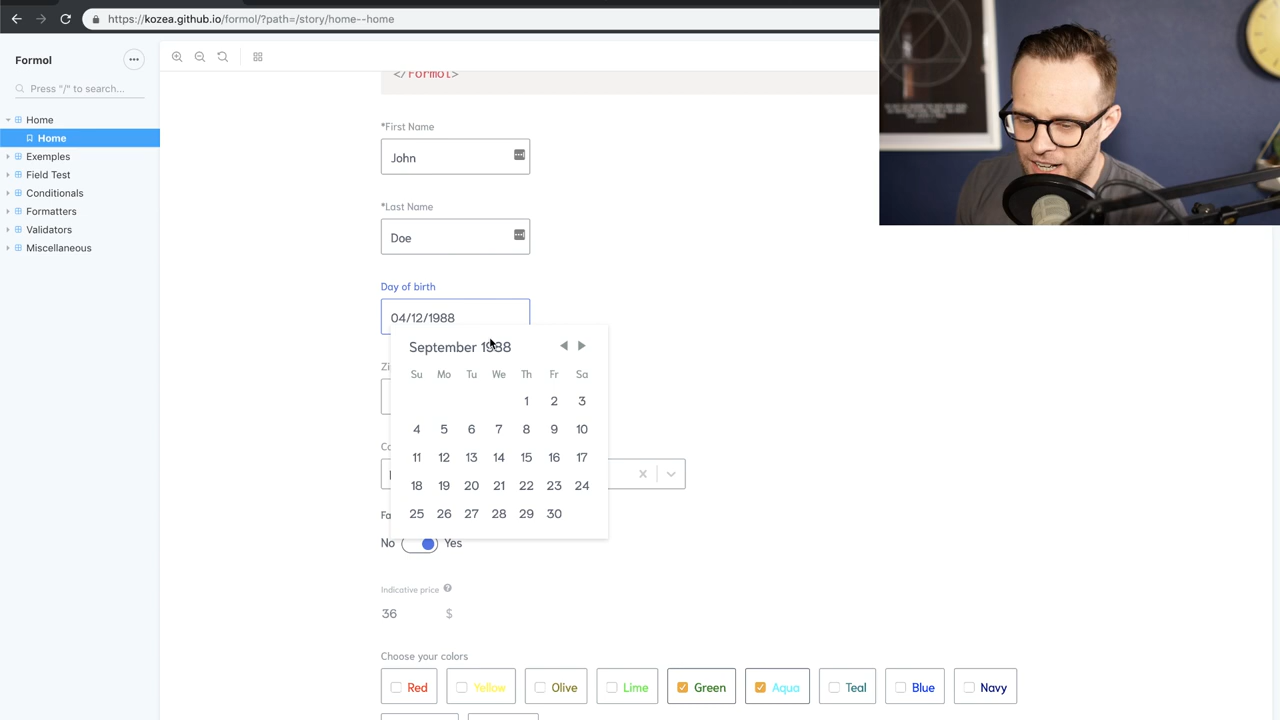 https://kozea.github.io/formol/?path=/story/home--home
Formol
Press "/" to search...
Home
Home
Exemples
Field Test
Conditionals
Formatters
Validators
Miscellaneous
</Formol>
*First Name
John
*Last Name
Doe
Day of birth
04/12/1988
September 1988
Su Mo Tu We Th Fr Sa
1 2 3
4 5 6 7 8 9 10
11 12 13 14 15 16 17
18 19 20 21 22 23 24
25 26 27 28 29 30
No Yes
Indicative price
36 $
Choose your colors
Red Yellow Olive Lime Green Aqua Teal Blue Navy